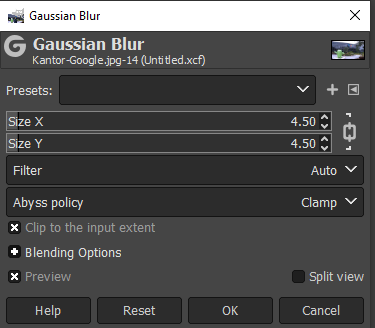 Gaussian Blur
Gaussian Blur
Kantor-Google.jpg-14 (Untitled.xcf)
Presets:
Size X 4.50
Size Y 4.50
Filter Auto
Abyss policy Clamp
Clip to the input extent
Blending Options
Preview Split view
Help Reset OK Cancel